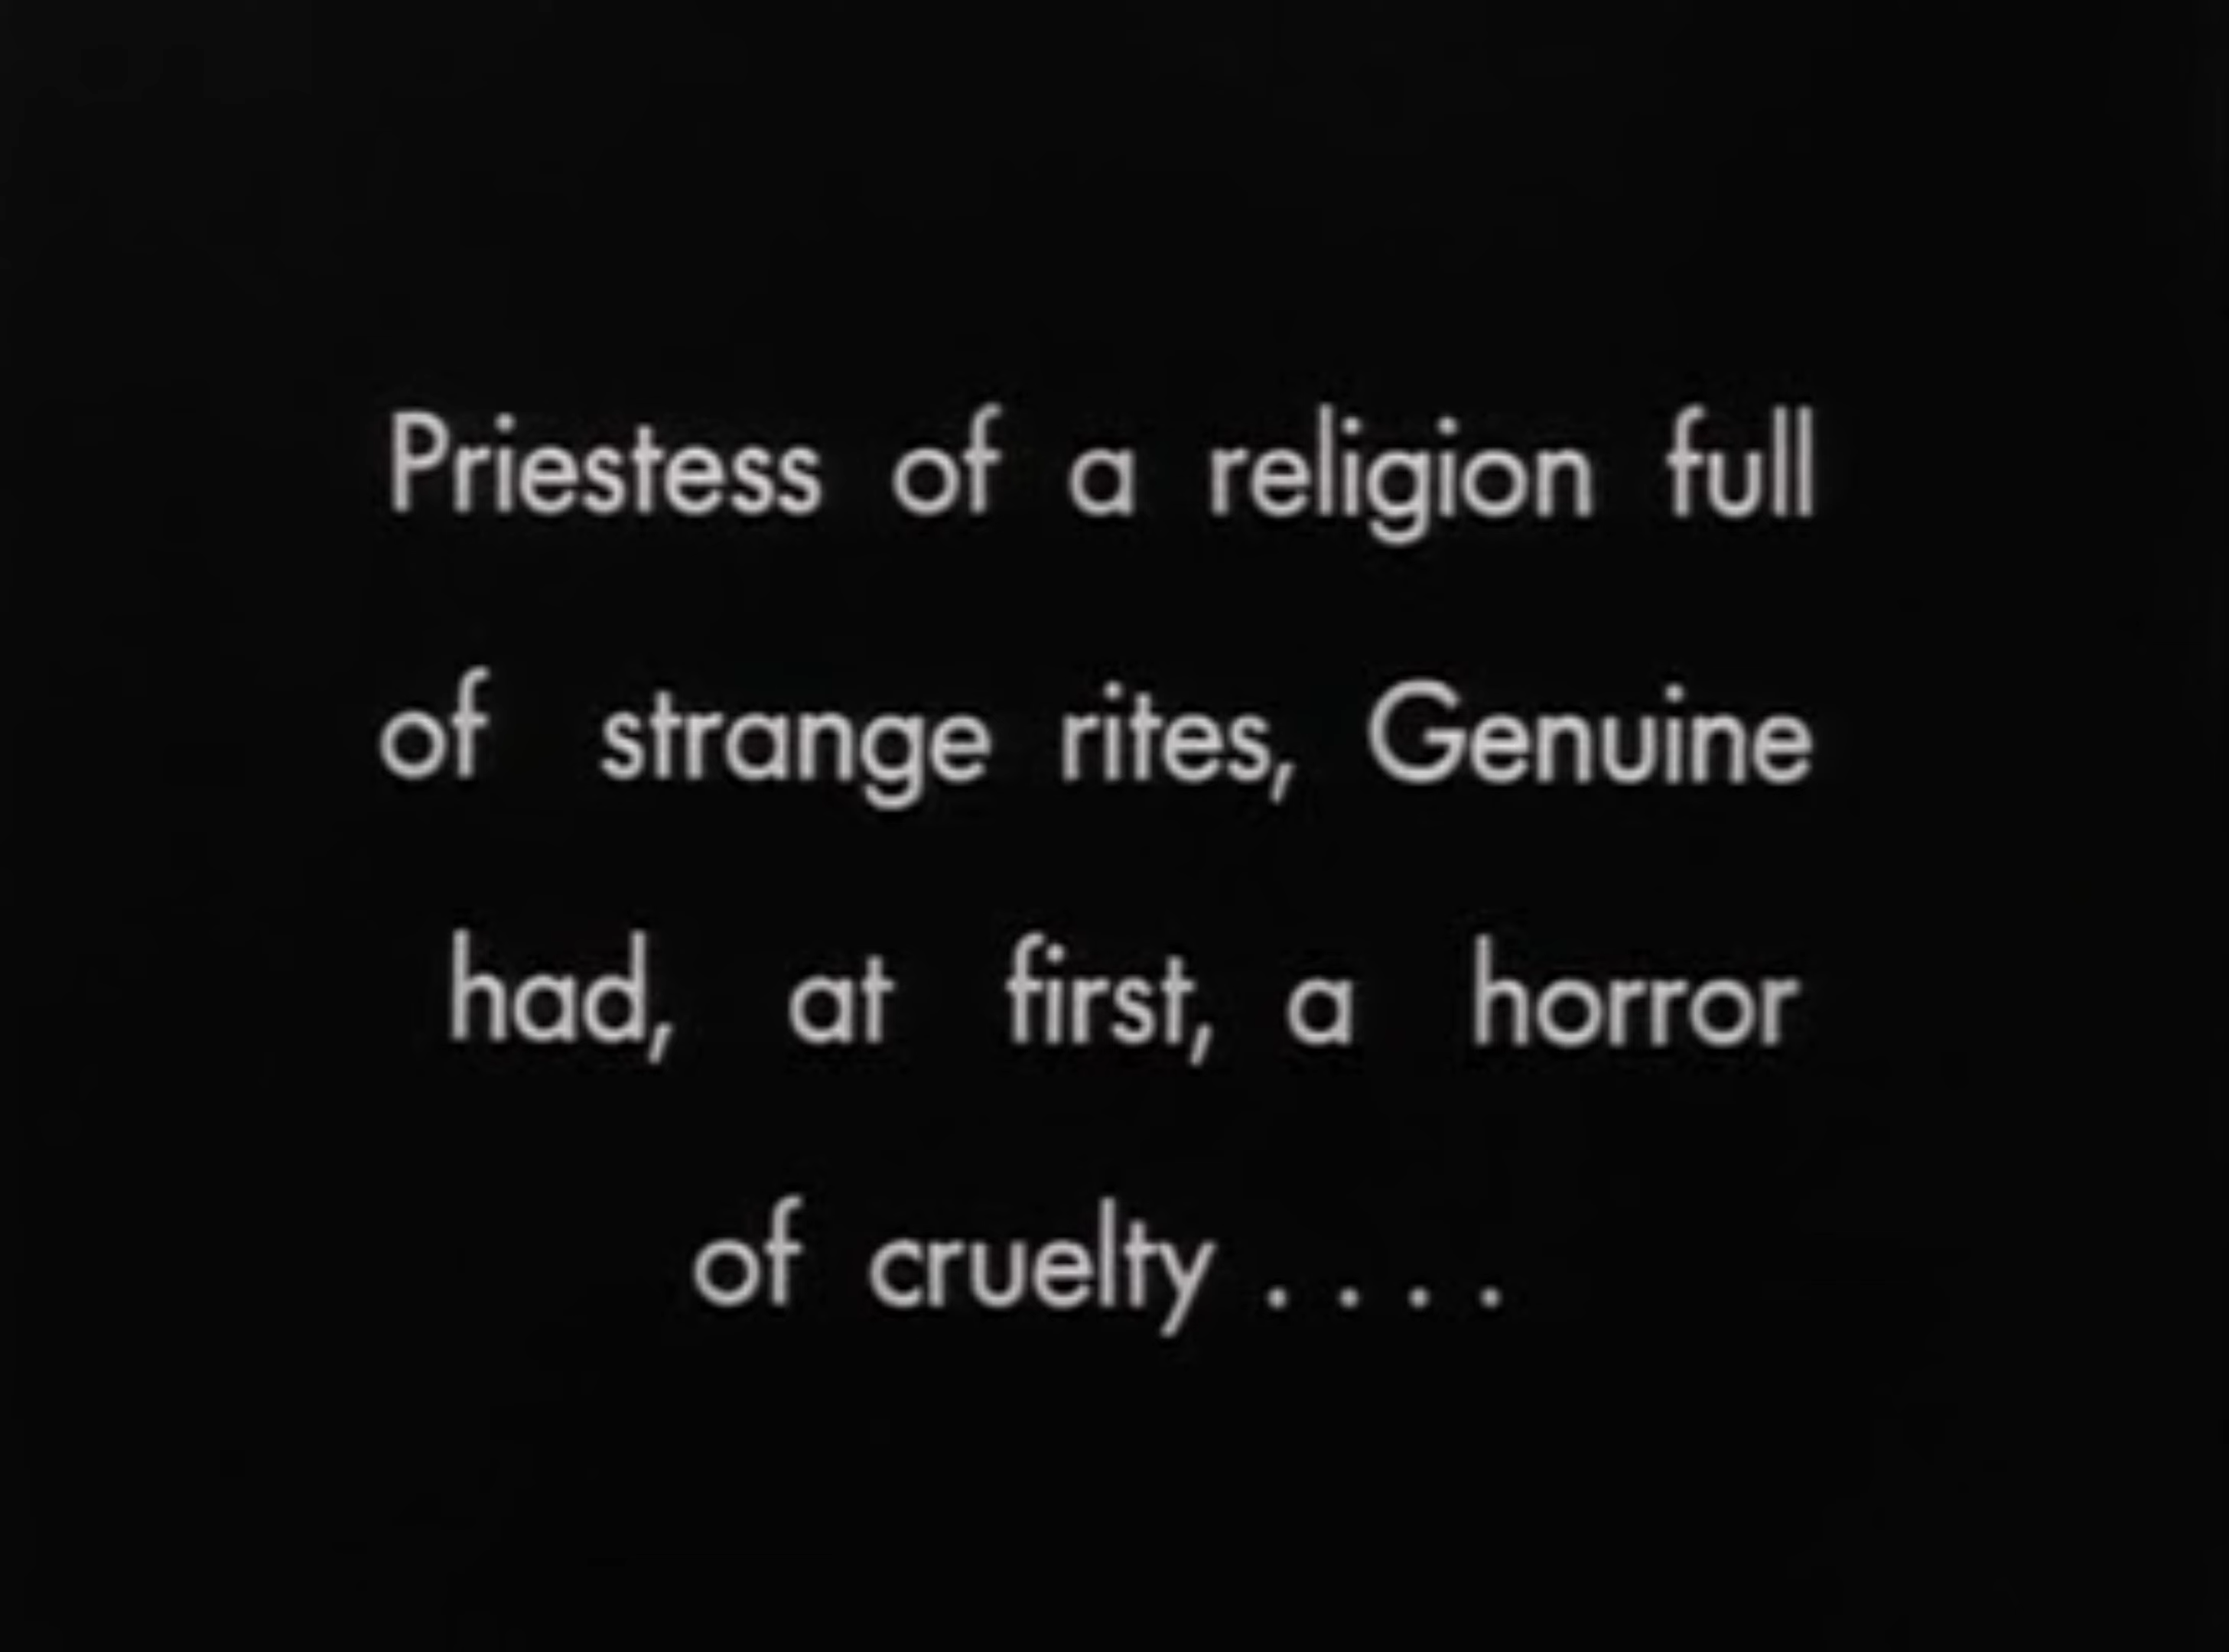 Priestess of a religion full
of strange rites, Genuine
had, at first, a horror
of cruelty . . . .